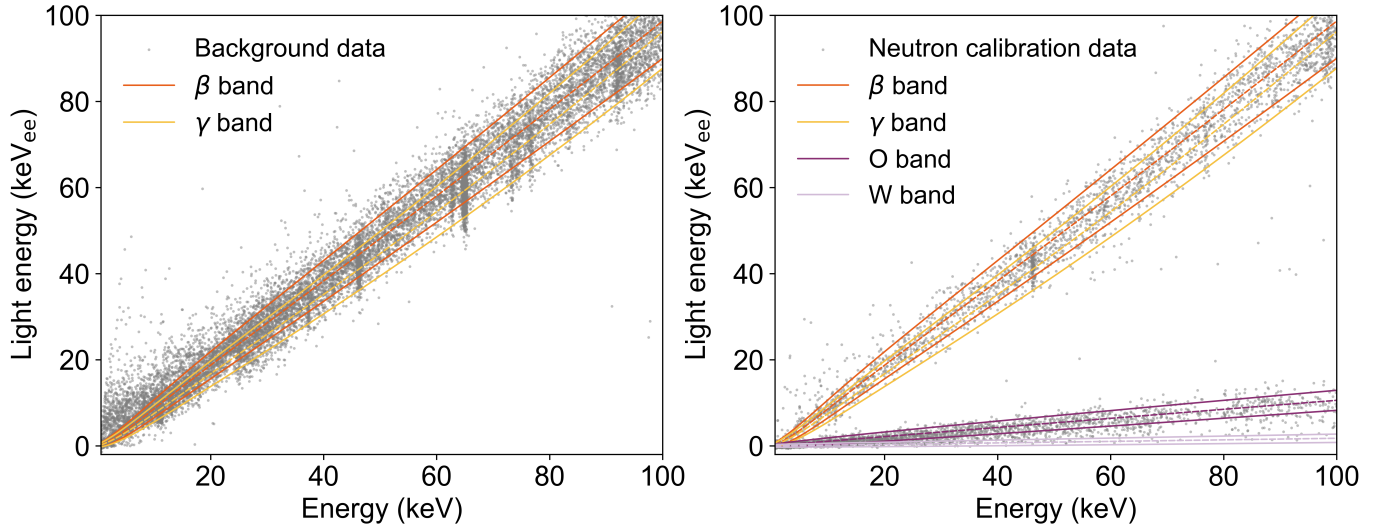 100
80
60
40
20
0
Light energy (keVee)
Background data
β band
γ band
20
40
60
80
100
Energy (keV)
100
80
60
40
20
0
Light energy (keVee)
Neutron calibration data
β band
γ band
O band
W band
20
40
60
80
100
Energy (keV)